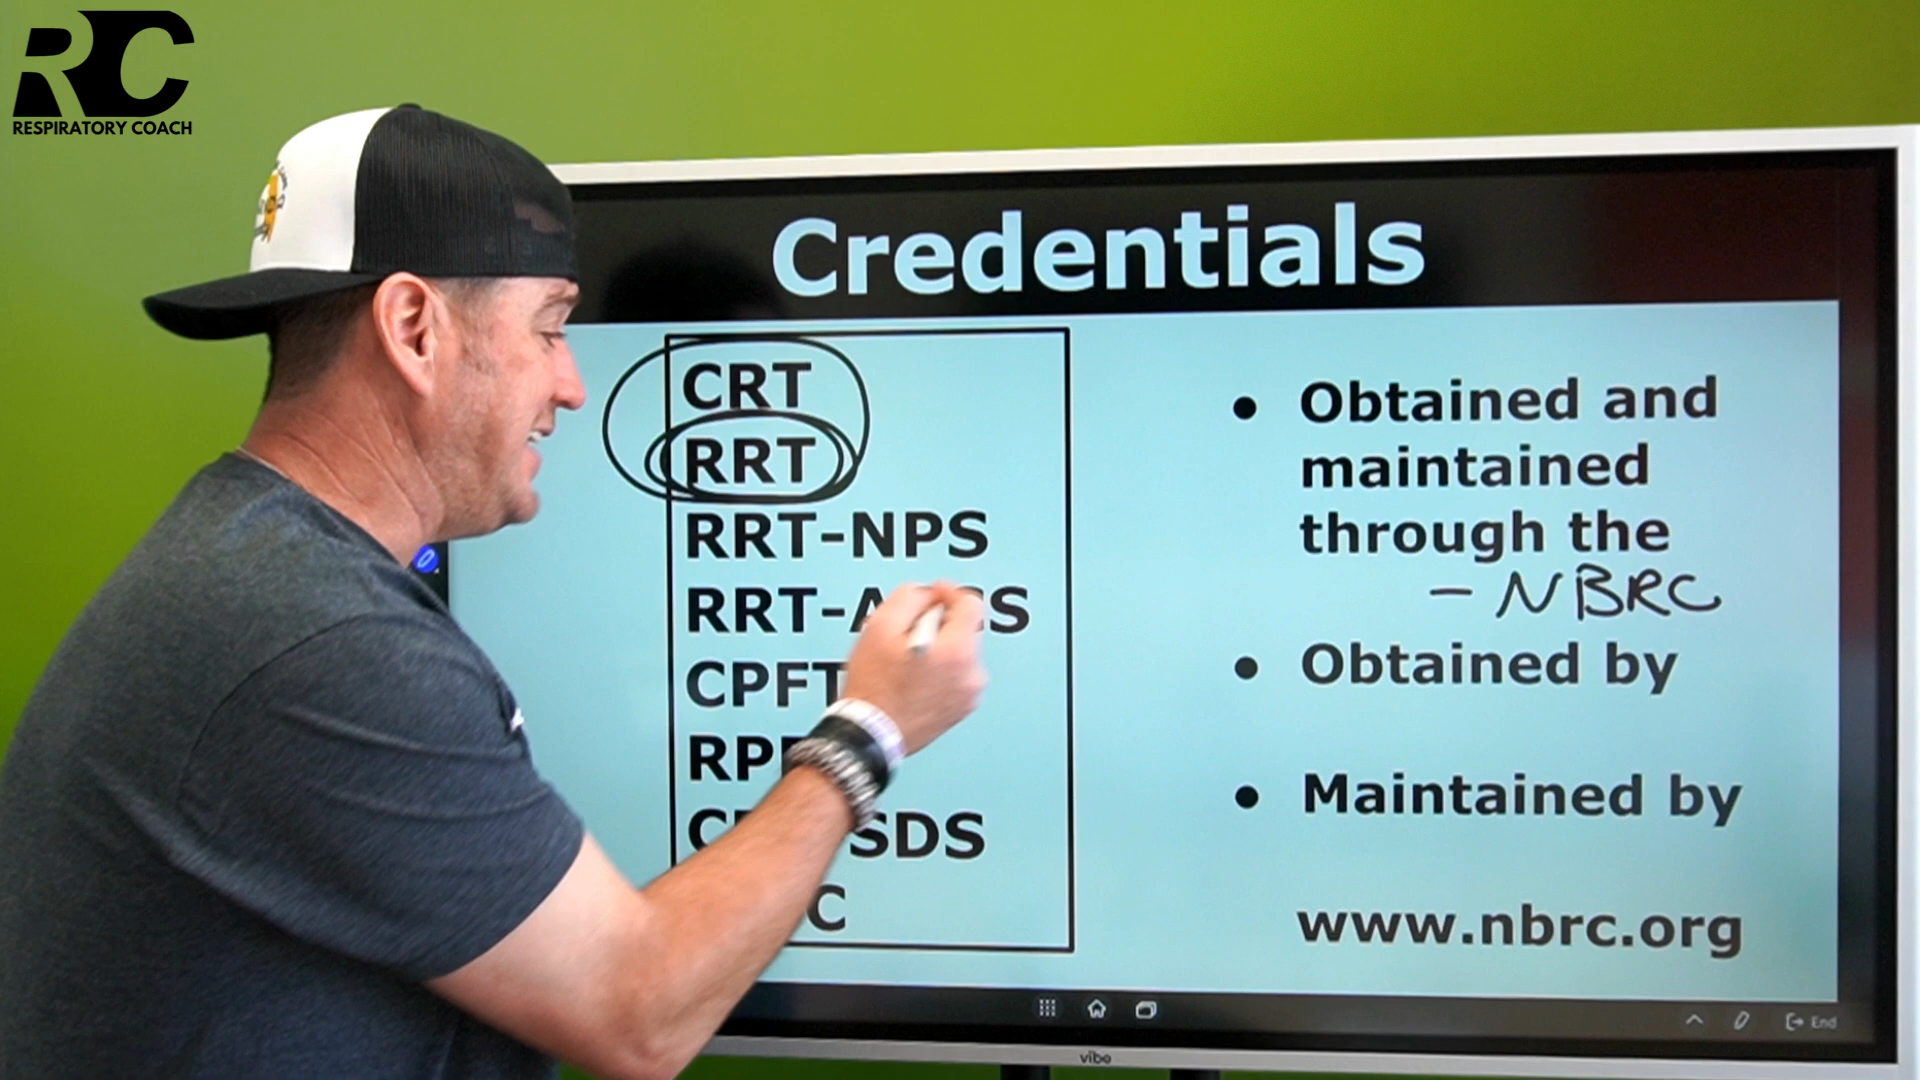 RC
RESPIRATORY COACH
Credentials
CRT
RRT
RRT-NPS
CPFT
SDS
Obtained and
maintained
through the
- NBRC
Obtained by
Maintained by
www.nbrc.org
End
vibe